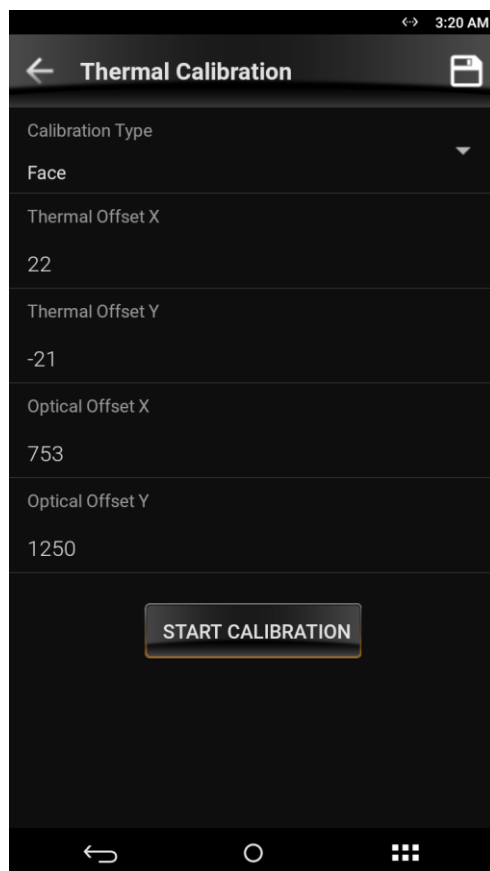 3:20 AM
Thermal Calibration
Calibration Type
Face
Thermal Offset X
22
Thermal Offset Y
-21
Optical Offset X
753
Optical Offset Y
1250
START CALIBRATION